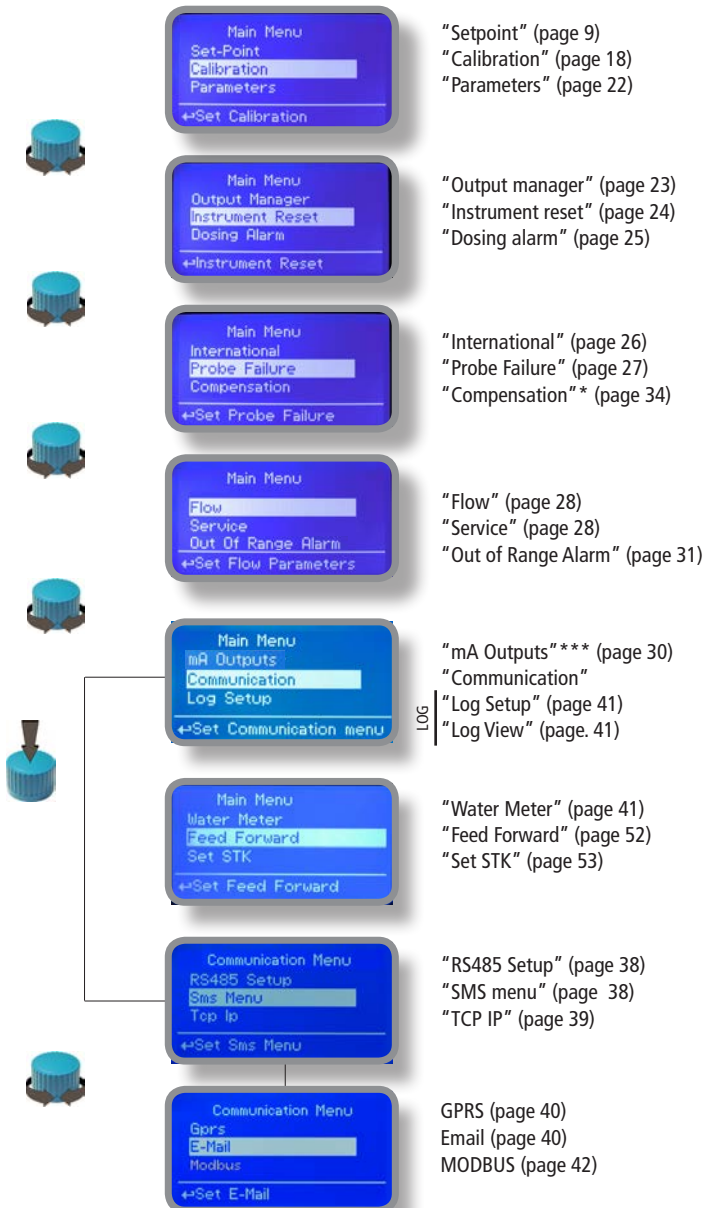 Main Menu
Set-Point
Calibration
Parameters
↵Set Calibration
"Setpoint" (page 9)
"Calibration" (page 18)
"Parameters" (page 22)
Main Menu
Output Manager
Instrument Reset
Dosing Alarm
↵Instrument Reset
"Output manager" (page 23)
"Instrument reset" (page 24)
"Dosing alarm" (page 25)
Main Menu
International
Probe Failure
Compensation
↵Set Probe Failure
"International" (page 26)
"Probe Failure" (page 27)
"Compensation"* (page 34)
Main Menu
Flow
Service
Out Of Range Alarm
↵Set Flow Parameters
"Flow" (page 28)
"Service" (page 28)
"Out of Range Alarm" (page 31)
Main Menu
mA Outputs
Communication
Log Setup
↵Set Communication menu
"mA Outputs"*** (page 30)
"Communication"
LOG
"Log Setup" (page 41)
"Log View" (page. 41)
Main Menu
Water Meter
Feed Forward
Set STK
↵Set Feed Forward
"Water Meter" (page 41)
"Feed Forward" (page 52)
"Set STK" (page 53)
Communication Menu
RS485 Setup
Sms Menu
Tcp Ip
↵Set Sms Menu
"RS485 Setup" (page 38)
"SMS menu" (page  38)
"TCP IP" (page 39)
Communication Menu
Gprs
E-Mail
Modbus
↵Set E-Mail
GPRS (page 40)
Email (page 40)
MODBUS (page 42)